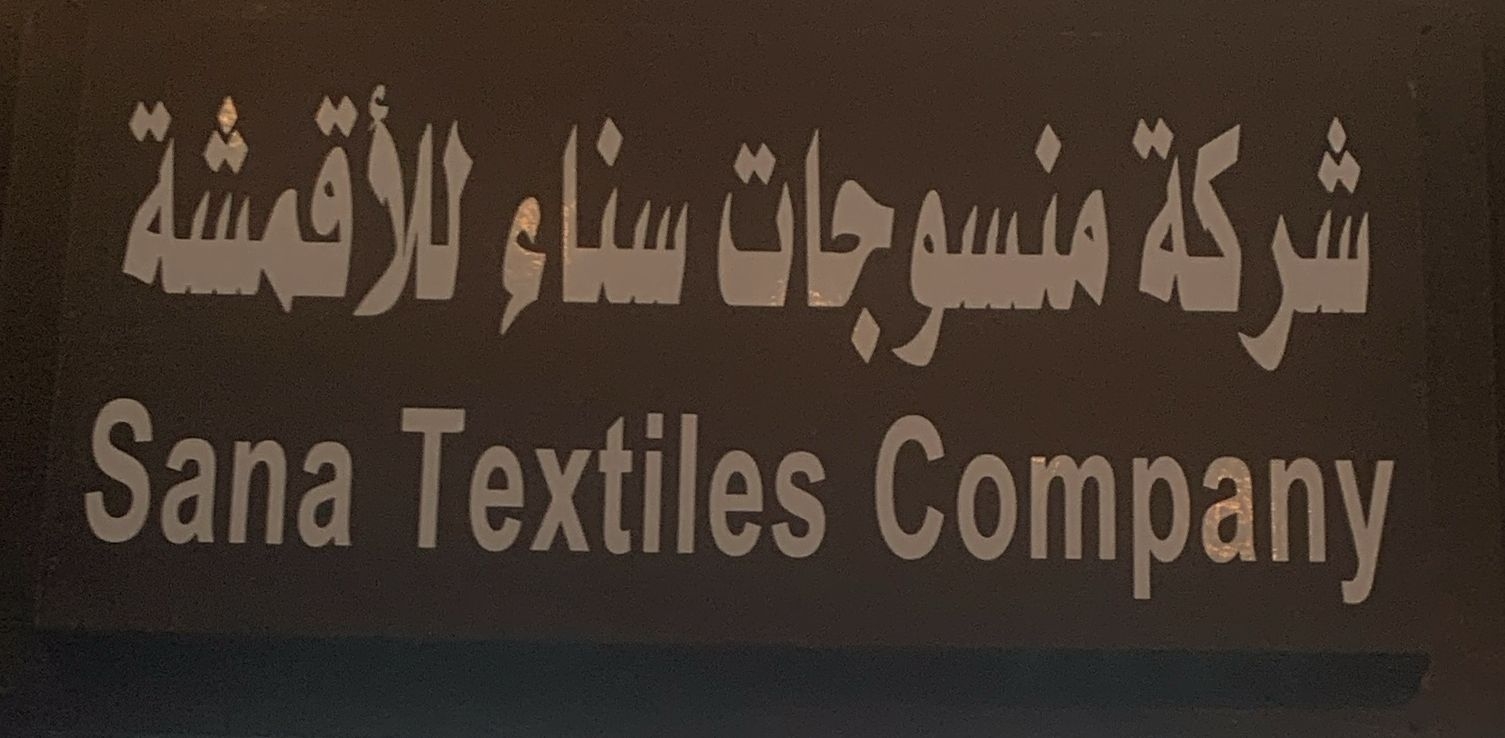 شركة منسوجات سناء للأقمشة
Sana Textiles Company